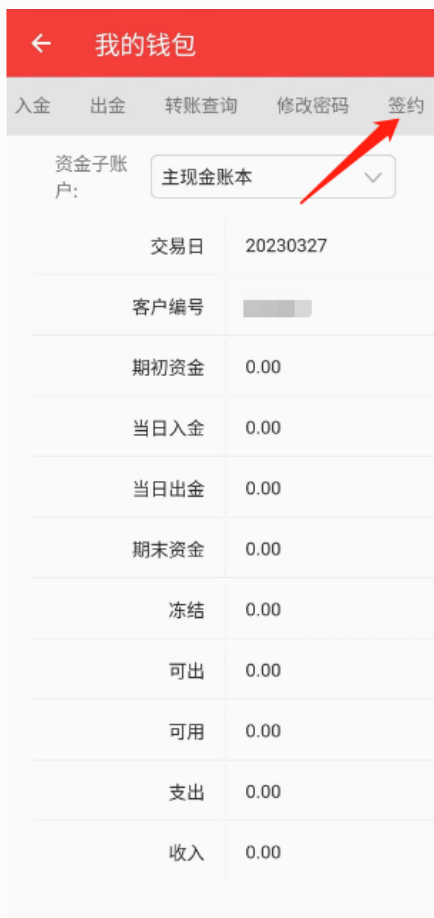 我的钱包
入金 出金 转账查询 修改密码 签约
资金子账
户:
主现金账本
交易日 20230327
客户编号
期初资金 0.00
当日入金 0.00
当日出金 0.00
期末资金 0.00
冻结 0.00
可出 0.00
可用 0.00
支出 0.00
收入 0.00